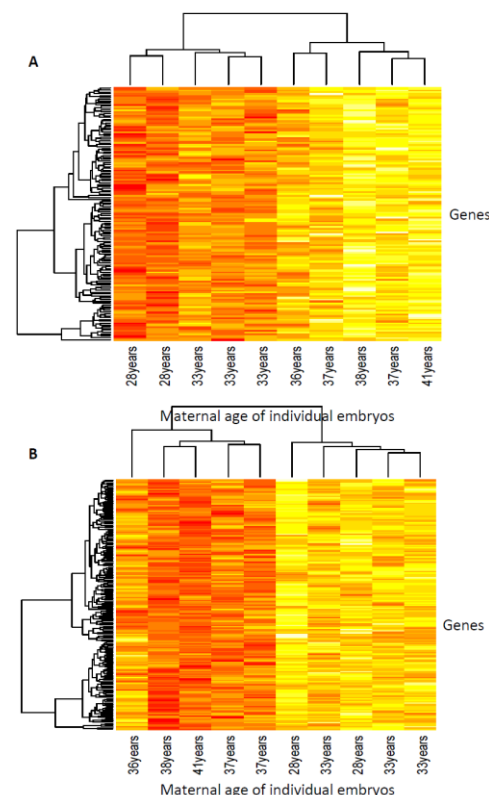 A
Genes
28years 28years 33years 33years 33years 36years 37years 38years 37years 41years
Maternal age of individual embryos
B
Genes
36years 38years 41years 37years 37years 28years 33years 28years 33years 33years
Maternal age of individual embryos